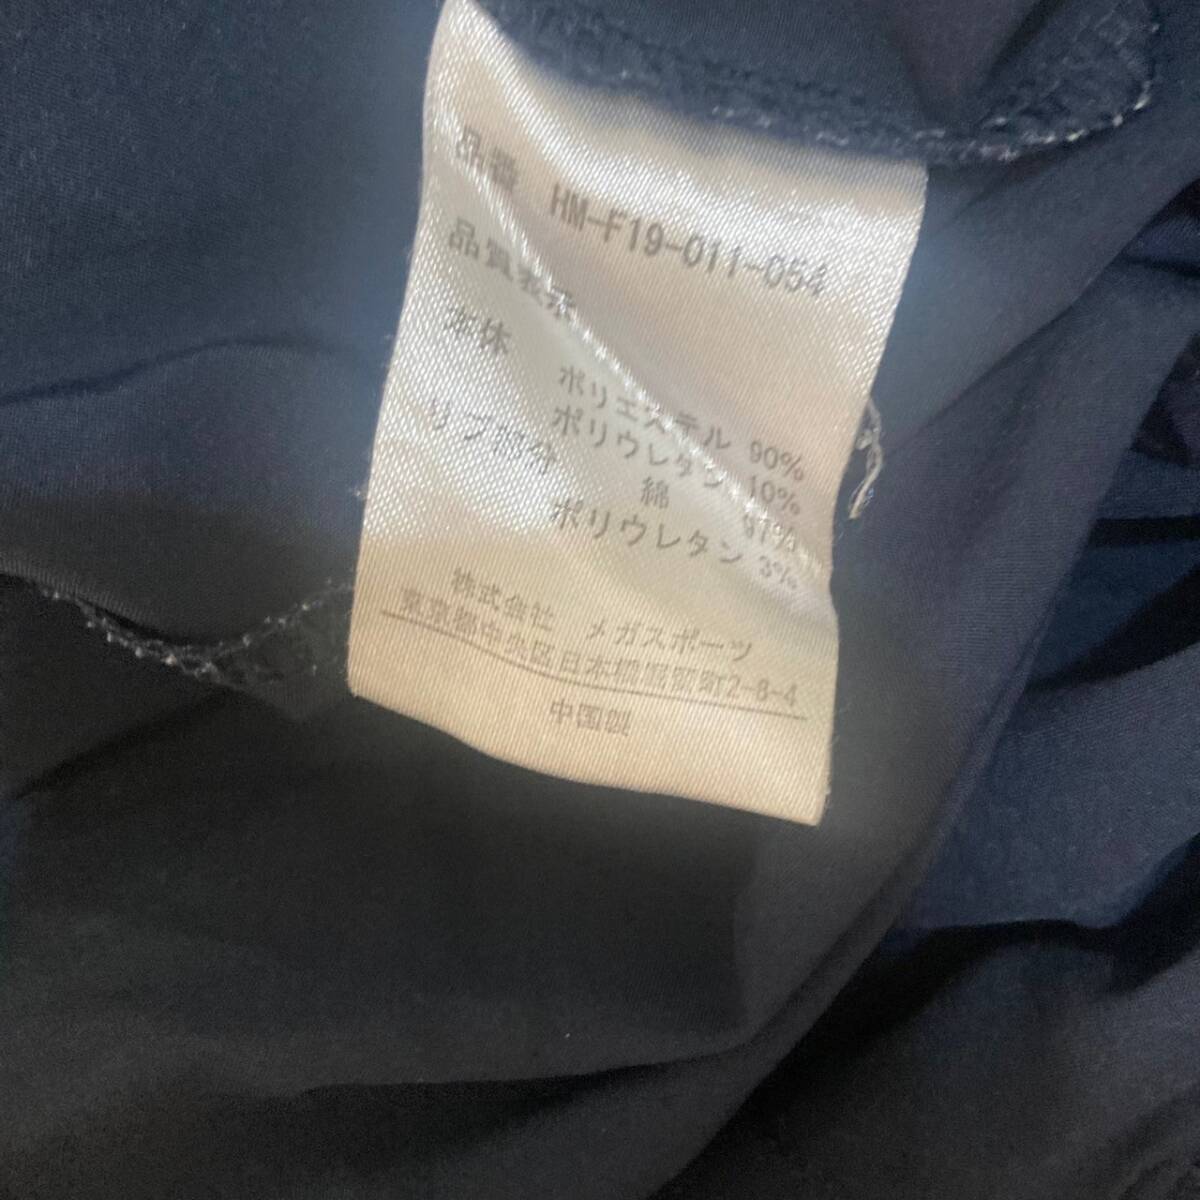 品番 HM-F19-011-054
品質表示
本体 ポリエステル 90%
ポリウレタン 10%
リブ部分 綿 97%
ポリウレタン 3%
株式会社 メガスポーツ
東京都中央区日本橋馬喰町2-8-4
中国製